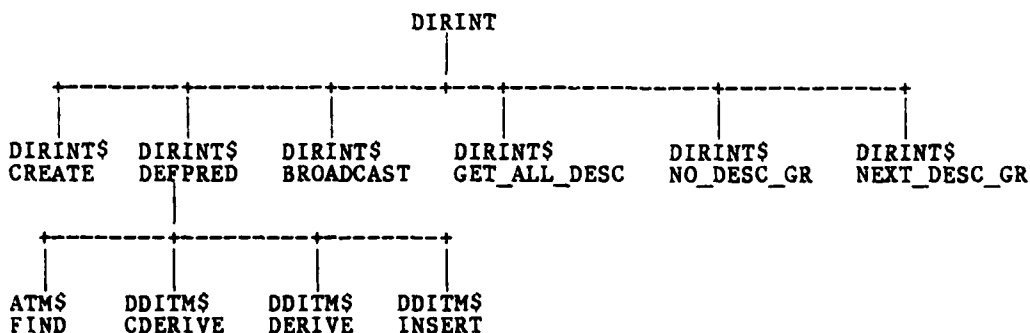 DIRINT
DIRINT$ DIRINT$ DIRINT$ DIRINT$ DIRINT$ DIRINT$
CREATE DEFPRED BROADCAST GET_ALL_DESC NO_DESC_GR NEXT_DESC_GR
ATM$ DDITM$ DDITM$ DDITM$
FIND CDERIVE DERIVE INSERT